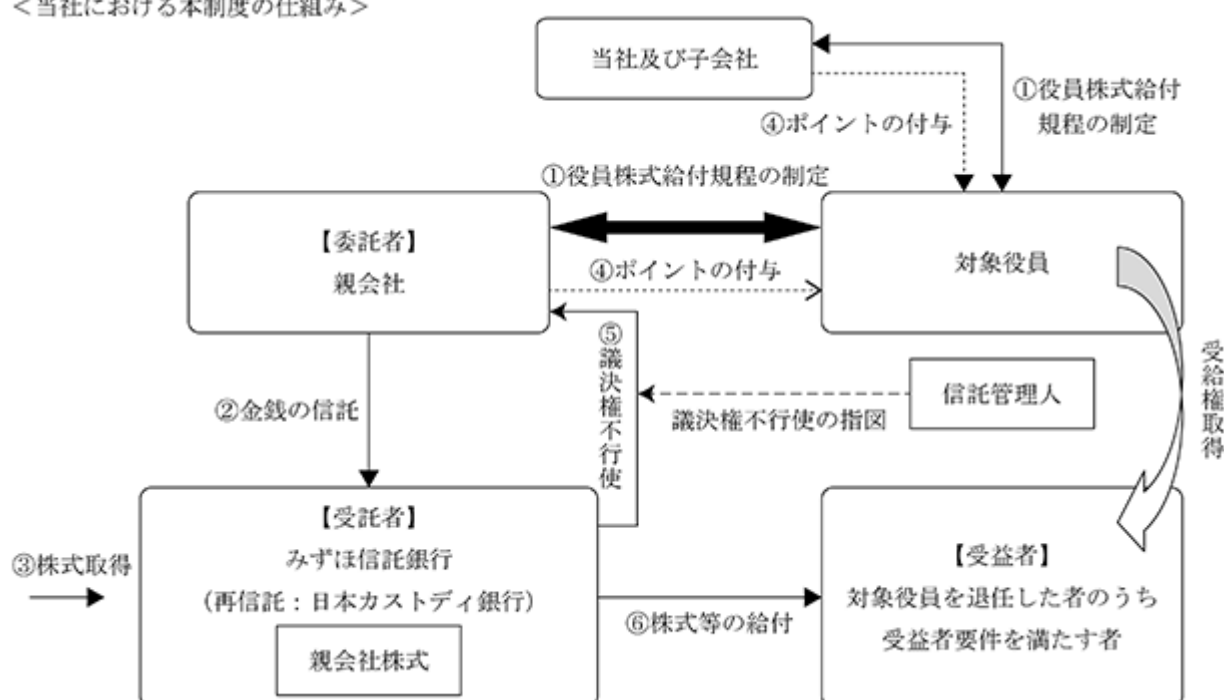 ＜当社における本制度の仕組み＞
当社及び子会社
①役員株式給付
規程の制定
④ポイントの付与
①役員株式給付規程の制定
【委託者】
親会社
④ポイントの付与
対象役員
⑤議決権不行使
信託管理人
議決権不行使の指図
受給権取得
②金銭の信託
③株式取得
【受託者】
みずほ信託銀行
（再信託：日本カストディ銀行）
親会社株式
⑥株式等の給付
【受益者】
対象役員を退任した者のうち
受益者要件を満たす者